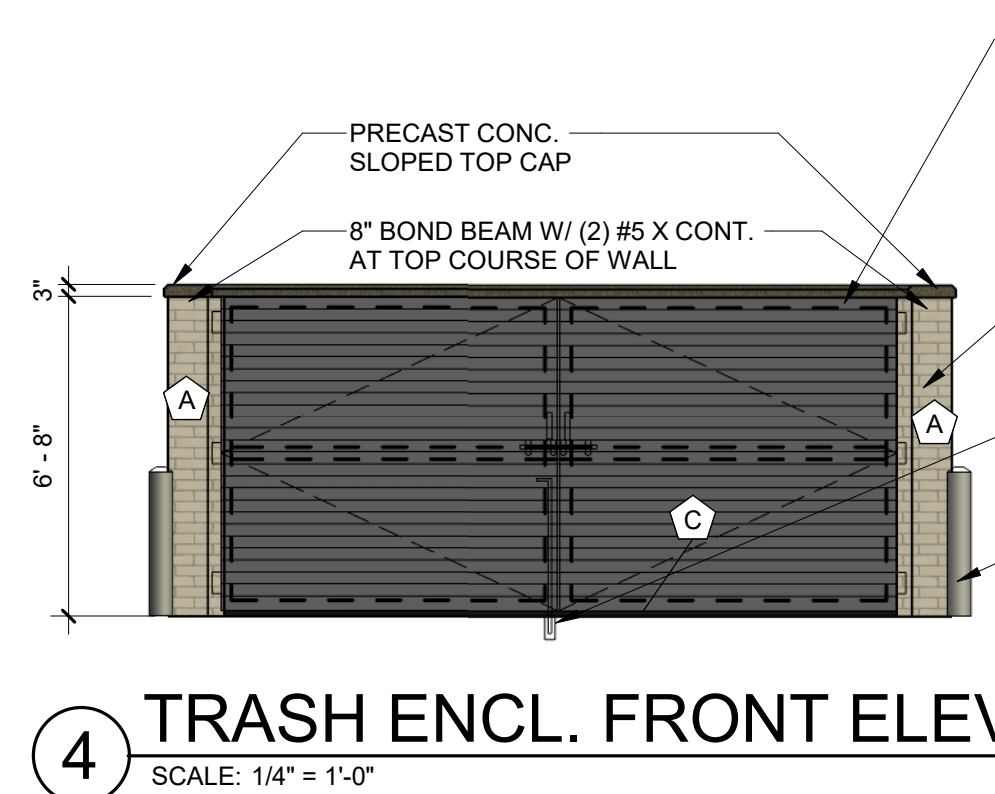 PRECAST CONC.
SLOPED TOP CAP
8" BOND BEAM W/ (2) #5 X CONT.
AT TOP COURSE OF WALL
3"
6' - 8"
A
A
C
4
TRASH ENCL. FRONT ELEV
SCALE: 1/4" = 1'-0"